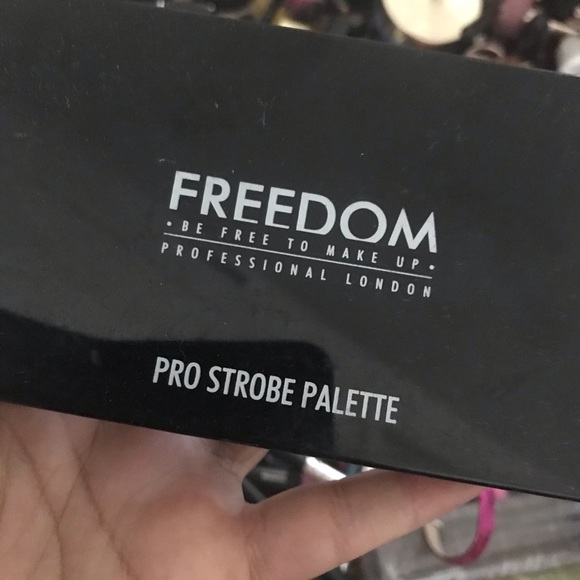 FREEDOM
• BE FREE TO MAKE UP •
PROFESSIONAL LONDON
PRO STROBE PALETTE